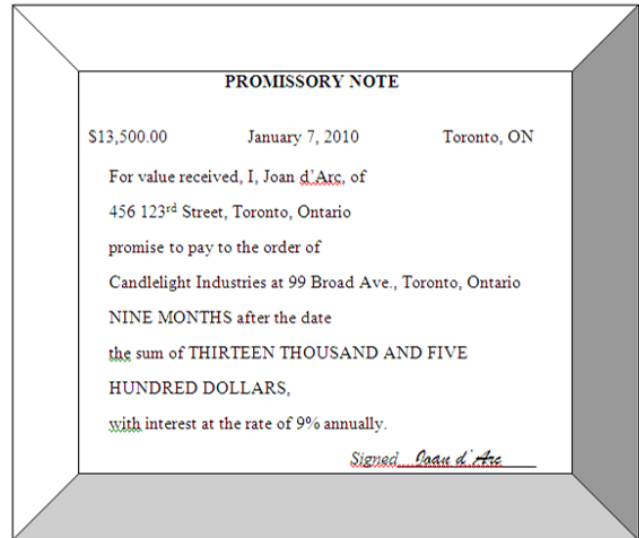 PROMISSORY NOTE
$13,500.00 January 7, 2010 Toronto, ON
For value received, I, Joan d'Arc, of
456 123rd Street, Toronto, Ontario
promise to pay to the order of
Candlelight Industries at 99 Broad Ave., Toronto, Ontario
NINE MONTHS after the date
the sum of THIRTEEN THOUSAND AND FIVE
HUNDRED DOLLARS,
with interest at the rate of 9% annually.
Signed Joan d'Arc